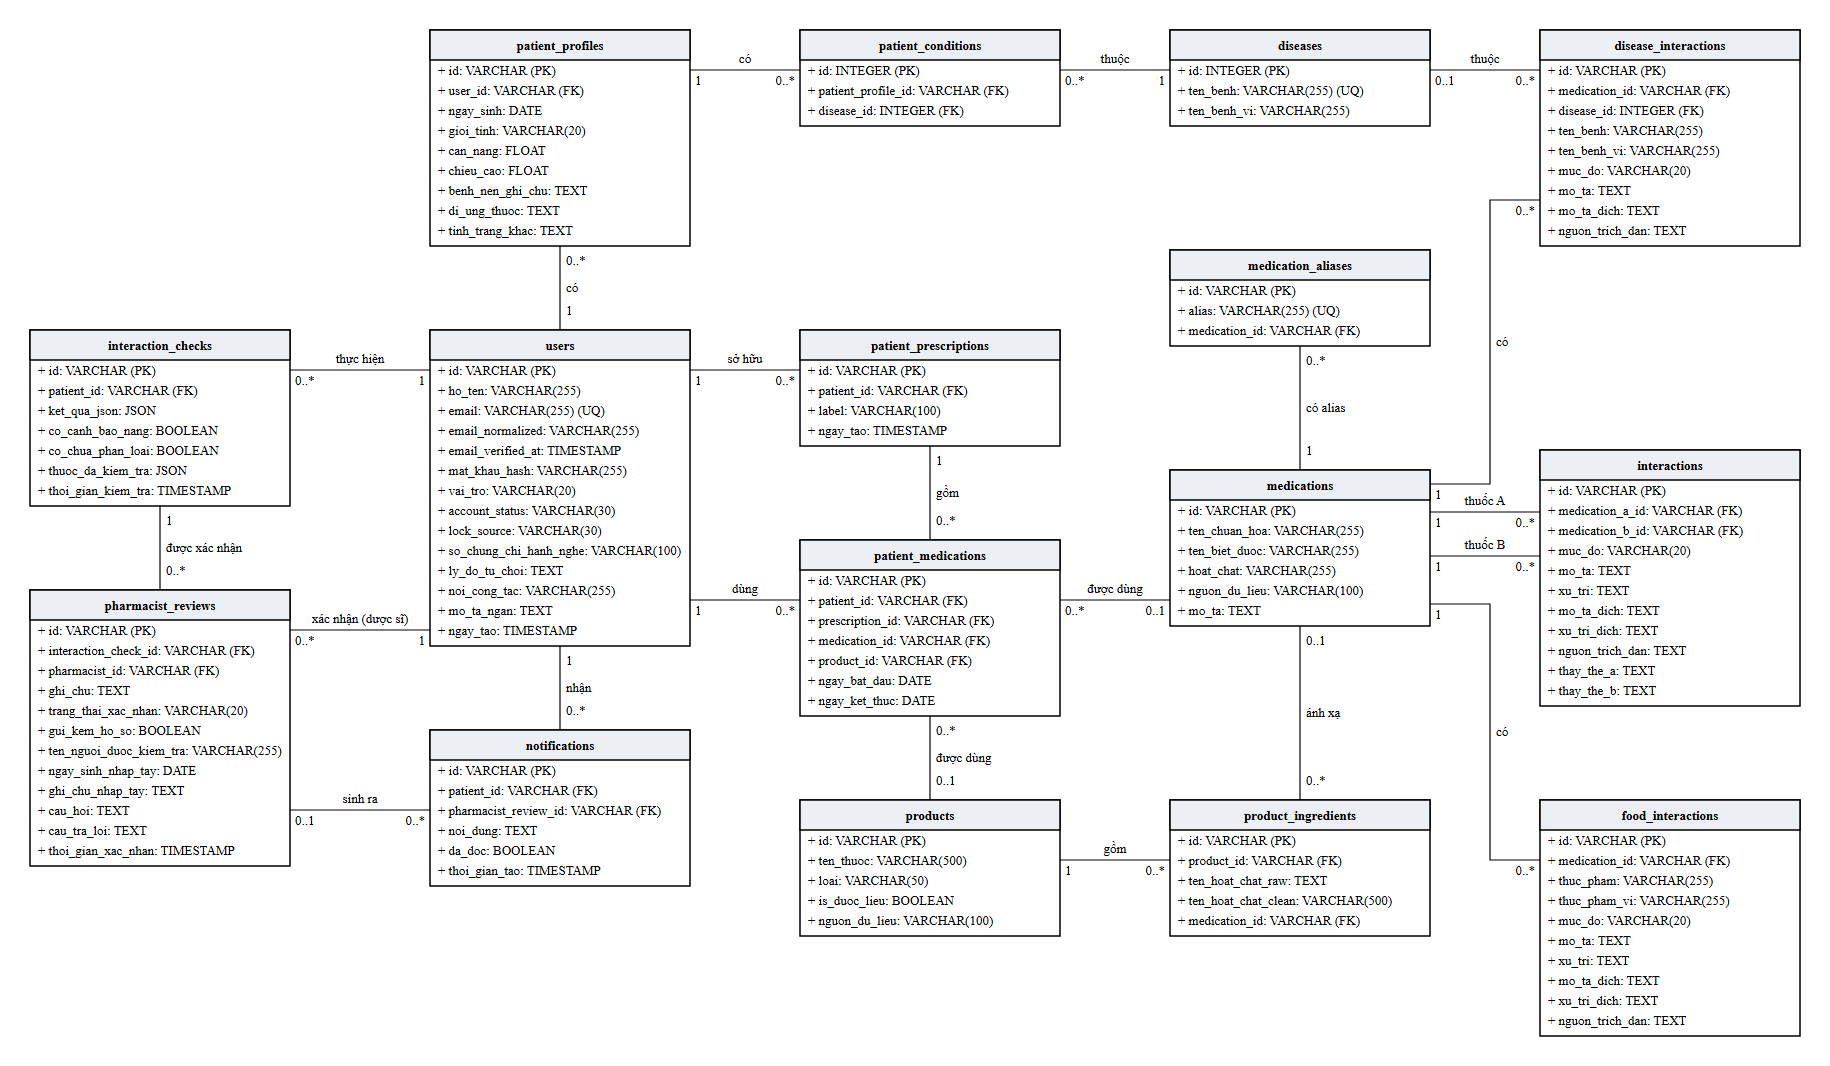 patient_profiles
+ id: VARCHAR (PK)
+ user_id: VARCHAR (FK)
+ ngay_sinh: DATE
+ gioi_tinh: VARCHAR(20)
+ can_nang: FLOAT
+ chieu_cao: FLOAT
+ benh_nen_ghi_chu: TEXT
+ di_ung_thuoc: TEXT
+ tinh_trang_khac: TEXT
có
1
0..*
patient_conditions
+ id: INTEGER (PK)
+ patient_profile_id: VARCHAR (FK)
+ disease_id: INTEGER (FK)
thuộc
0..*
1
diseases
+ id: INTEGER (PK)
+ ten_benh: VARCHAR(255) (UQ)
+ ten_benh_vi: VARCHAR(255)
thuộc
0..1
0..*
disease_interactions
+ id: VARCHAR (PK)
+ medication_id: VARCHAR (FK)
+ disease_id: INTEGER (FK)
+ ten_benh: VARCHAR(255)
+ ten_benh_vi: VARCHAR(255)
+ muc_do: VARCHAR(20)
+ mo_ta: TEXT
+ mo_ta_dich: TEXT
+ nguon_trich_dan: TEXT
0..*
có
1
0..*
có
1
medication_aliases
+ id: VARCHAR (PK)
+ alias: VARCHAR(255) (UQ)
+ medication_id: VARCHAR (FK)
0..*
có alias
1
interaction_checks
+ id: VARCHAR (PK)
+ patient_id: VARCHAR (FK)
+ ket_qua_json: JSON
+ co_canh_bao_nang: BOOLEAN
+ co_chua_phan_loai: BOOLEAN
+ thuoc_da_kiem_tra: JSON
+ thoi_gian_kiem_tra: TIMESTAMP
thực hiện
0..*
1
users
+ id: VARCHAR (PK)
+ ho_ten: VARCHAR(255)
+ email: VARCHAR(255) (UQ)
+ email_normalized: VARCHAR(255)
+ email_verified_at: TIMESTAMP
+ mat_khau_hash: VARCHAR(255)
+ vai_tro: VARCHAR(20)
+ account_status: VARCHAR(30)
+ lock_source: VARCHAR(30)
+ so_chung_chi_hanh_nghe: VARCHAR(100)
+ ly_do_tu_choi: TEXT
+ noi_cong_tac: VARCHAR(255)
+ mo_ta_ngan: TEXT
+ ngay_tao: TIMESTAMP
sở hữu
1
0..*
patient_prescriptions
+ id: VARCHAR (PK)
+ patient_id: VARCHAR (FK)
+ label: VARCHAR(100)
+ ngay_tao: TIMESTAMP
1
gồm
0..*
medications
+ id: VARCHAR (PK)
+ ten_chuan_hoa: VARCHAR(255)
+ ten_biet_duoc: VARCHAR(255)
+ hoat_chat: VARCHAR(255)
+ nguon_du_lieu: VARCHAR(100)
+ mo_ta: TEXT
thuốc A
1
0..*
thuốc B
1
0..*
interactions
+ id: VARCHAR (PK)
+ medication_a_id: VARCHAR (FK)
+ medication_b_id: VARCHAR (FK)
+ muc_do: VARCHAR(20)
+ mo_ta: TEXT
+ xu_tri: TEXT
+ mo_ta_dich: TEXT
+ xu_tri_dich: TEXT
+ nguon_trich_dan: TEXT
+ thay_the_a: TEXT
+ thay_the_b: TEXT
1
được xác nhận
0..*
dùng
1
0..*
patient_medications
+ id: VARCHAR (PK)
+ patient_id: VARCHAR (FK)
+ prescription_id: VARCHAR (FK)
+ medication_id: VARCHAR (FK)
+ product_id: VARCHAR (FK)
+ ngay_bat_dau: DATE
+ ngay_ket_thuc: DATE
được dùng
0..*
0..1
1
có
0..*
pharmacist_reviews
+ id: VARCHAR (PK)
+ interaction_check_id: VARCHAR (FK)
+ pharmacist_id: VARCHAR (FK)
+ ghi_chu: TEXT
+ trang_thai_xac_nhan: VARCHAR(20)
+ gui_kem_ho_so: BOOLEAN
+ ten_nguoi_duoc_kiem_tra: VARCHAR(255)
+ ngay_sinh_nhap_tay: DATE
+ ghi_chu_nhap_tay: TEXT
+ cau_hoi: TEXT
+ cau_tra_loi: TEXT
+ thoi_gian_xac_nhan: TIMESTAMP
xác nhận (dược sĩ)
0..*
1
1
nhận
0..*
sinh ra
0..1
0..*
notifications
+ id: VARCHAR (PK)
+ patient_id: VARCHAR (FK)
+ pharmacist_review_id: VARCHAR (FK)
+ noi_dung: TEXT
+ da_doc: BOOLEAN
+ thoi_gian_tao: TIMESTAMP
0..*
được dùng
0..1
products
+ id: VARCHAR (PK)
+ ten_thuoc: VARCHAR(500)
+ loai: VARCHAR(50)
+ is_duoc_lieu: BOOLEAN
+ nguon_du_lieu: VARCHAR(100)
gồm
1
0..*
0..1
ánh xạ
0..*
product_ingredients
+ id: VARCHAR (PK)
+ product_id: VARCHAR (FK)
+ ten_hoat_chat_raw: TEXT
+ ten_hoat_chat_clean: VARCHAR(500)
+ medication_id: VARCHAR (FK)
food_interactions
+ id: VARCHAR (PK)
+ medication_id: VARCHAR (FK)
+ thuc_pham: VARCHAR(255)
+ thuc_pham_vi: VARCHAR(255)
+ muc_do: VARCHAR(20)
+ mo_ta: TEXT
+ xu_tri: TEXT
+ mo_ta_dich: TEXT
+ xu_tri_dich: TEXT
+ nguon_trich_dan: TEXT